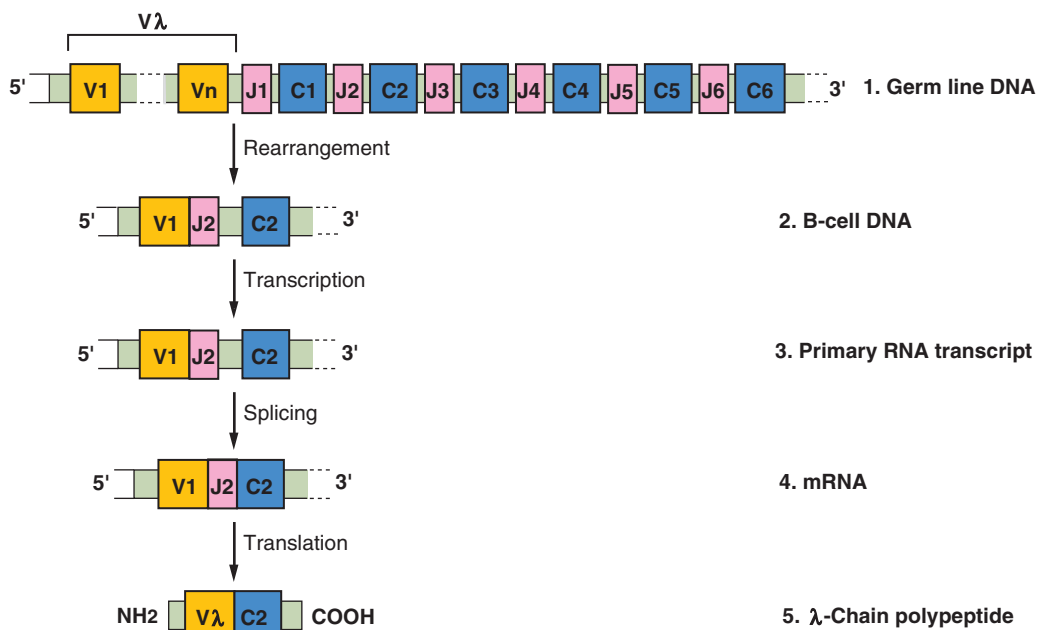 Vλ
5' V1 Vn J1 C1 J2 C2 J3 C3 J4 C4 J5 C5 J6 C6 3' 1. Germ line DNA
Rearrangement
5' V1 J2 C2 3' 2. B-cell DNA
Transcription
5' V1 J2 C2 3' 3. Primary RNA transcript
Splicing
5' V1 J2 C2 3' 4. mRNA
Translation
NH2 Vλ C2 COOH 5. λ-Chain polypeptide